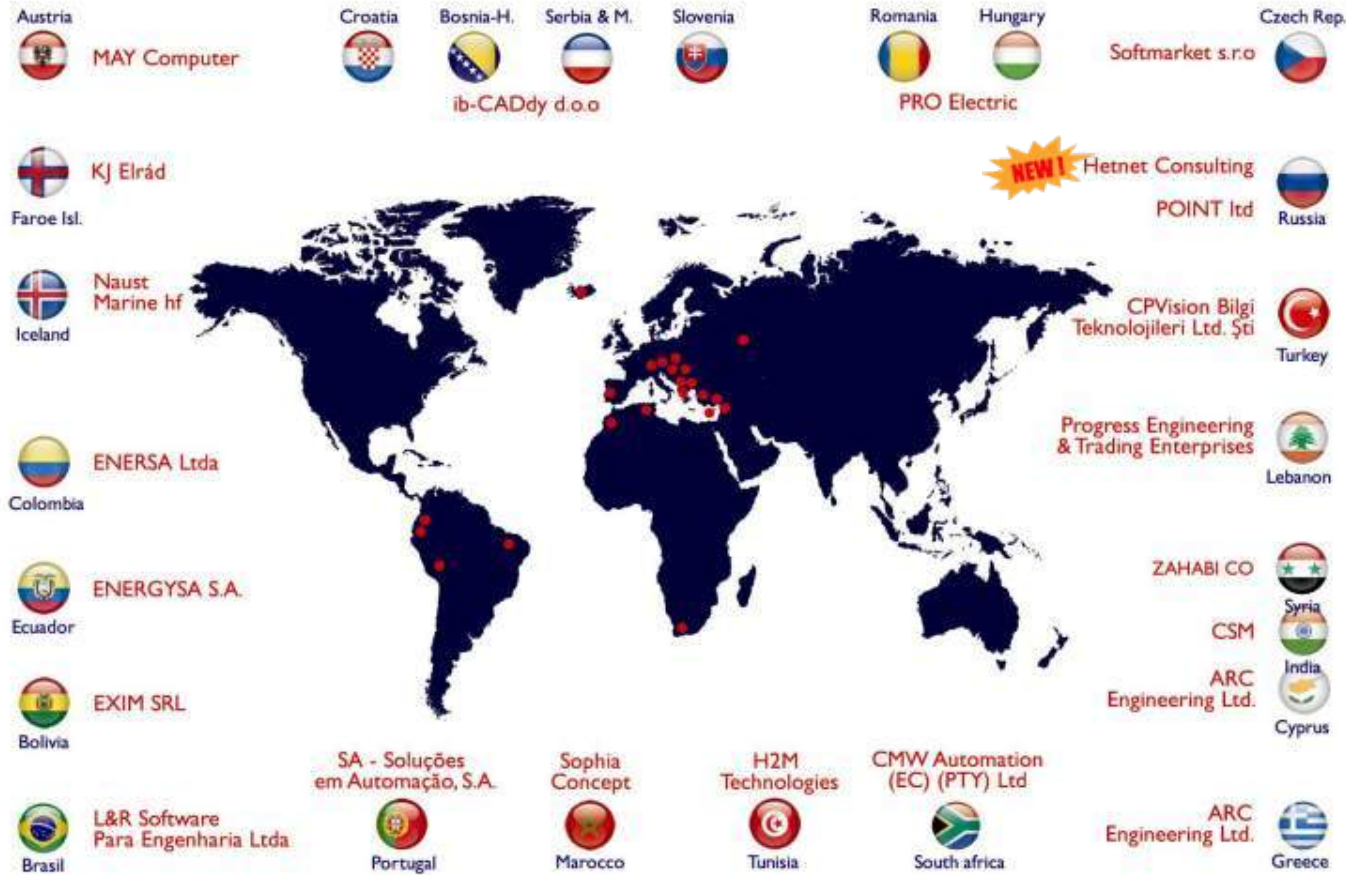 Austria
MAY Computer
Croatia
Bosnia-H.
Serbia & M.
Slovenia
ib-CADdy d.o.o
Romania
Hungary
PRO Electric
Czech Rep.
Softmarket s.r.o
KJ Elrád
Faroe Isl.
NEW !
Hetnet Consulting
POINT ltd
Russia
Naust
Marine hf
Iceland
CPVision Bilgi
Teknolojileri Ltd. Şti
Turkey
ENERSA Ltda
Colombia
Progress Engineering
& Trading Enterprises
Lebanon
ENERGYSA S.A.
Ecuador
ZAHABI CO
Syria
CSM
India
EXIM SRL
Bolivia
ARC
Engineering Ltd.
Cyprus
L&R Software
Para Engenharia Ltda
Brasil
SA - Soluções
em Automação, S.A.
Portugal
Sophia
Concept
Marocco
H2M
Technologies
Tunisia
CMW Automation
(EC) (PTY) Ltd
South africa
ARC
Engineering Ltd.
Greece